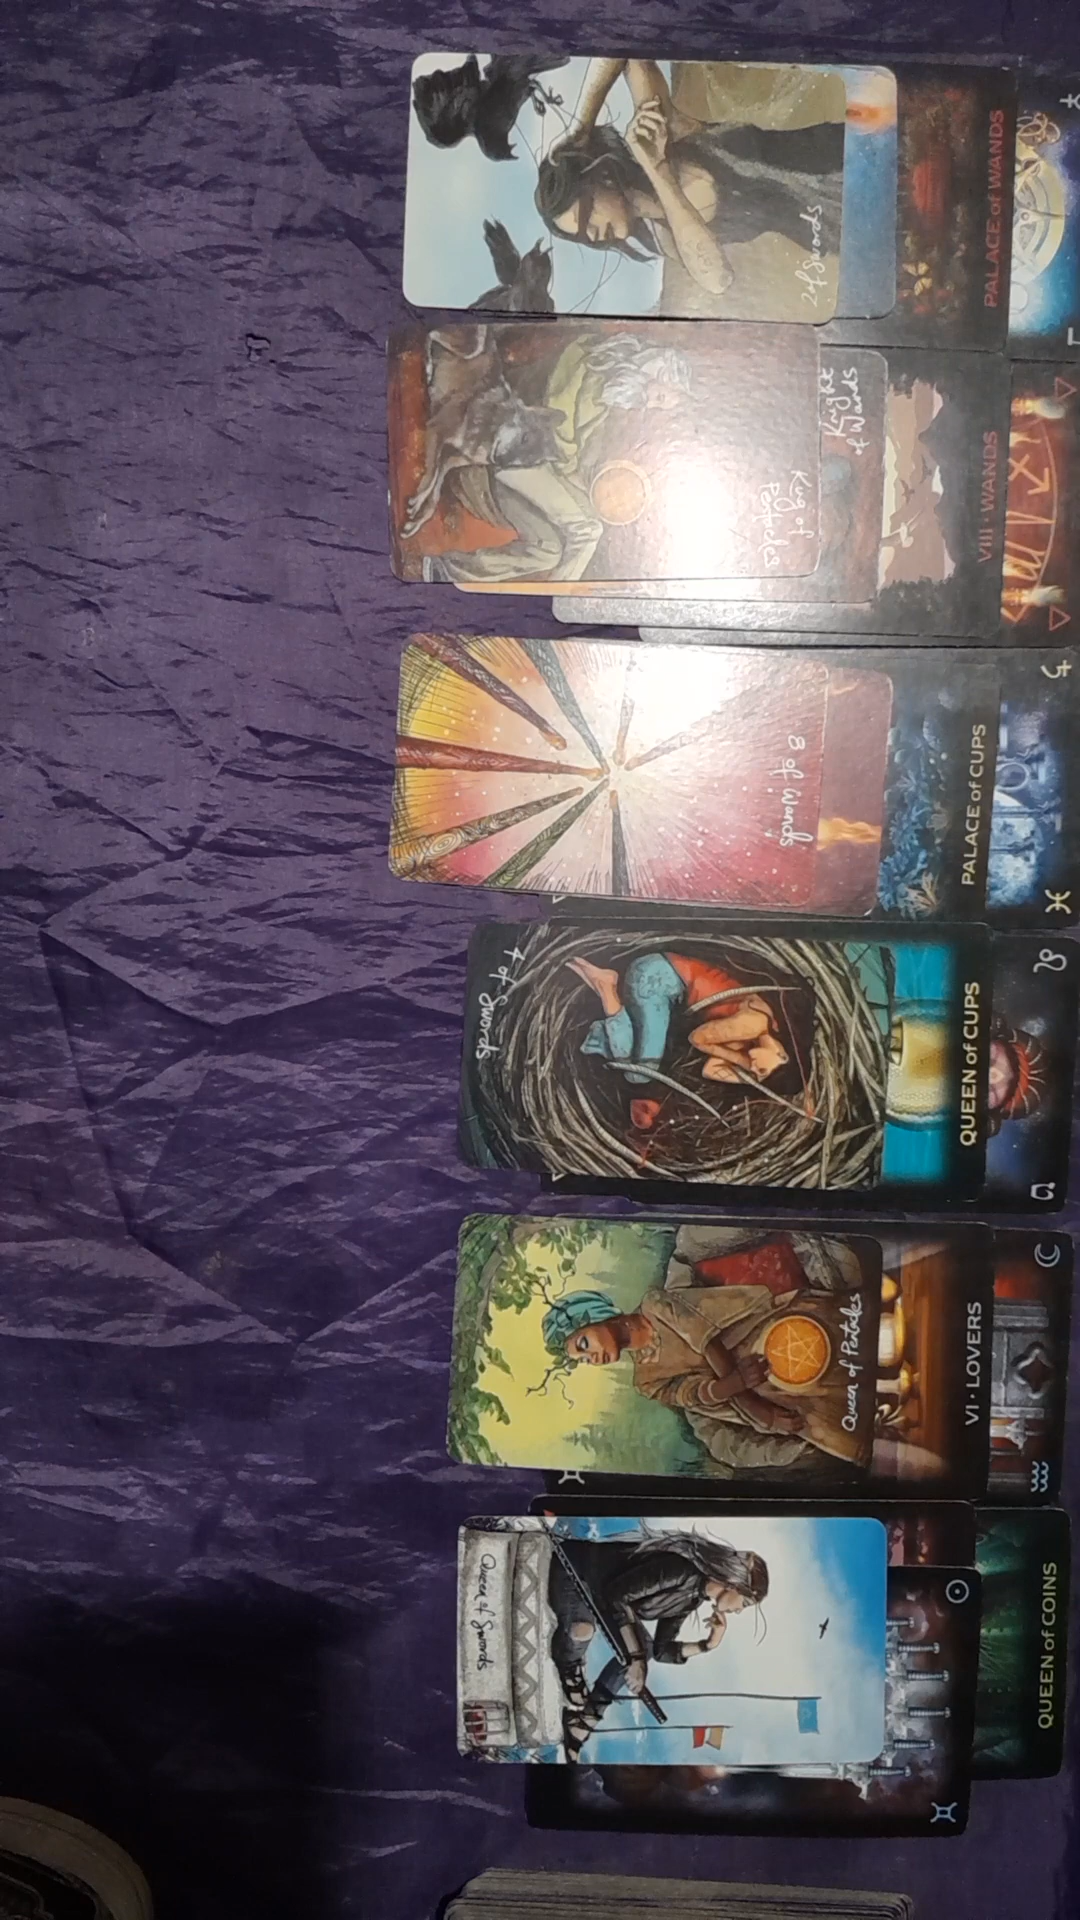 2 of Swords
PALACE of WANDS
King of
Pentacles
Knight
of Wands
VIII · WANDS
8 of Wands
PALACE of CUPS
4 of Swords
QUEEN of CUPS
Queen of Pentacles
VI · LOVERS
Queen of Swords
QUEEN of COINS